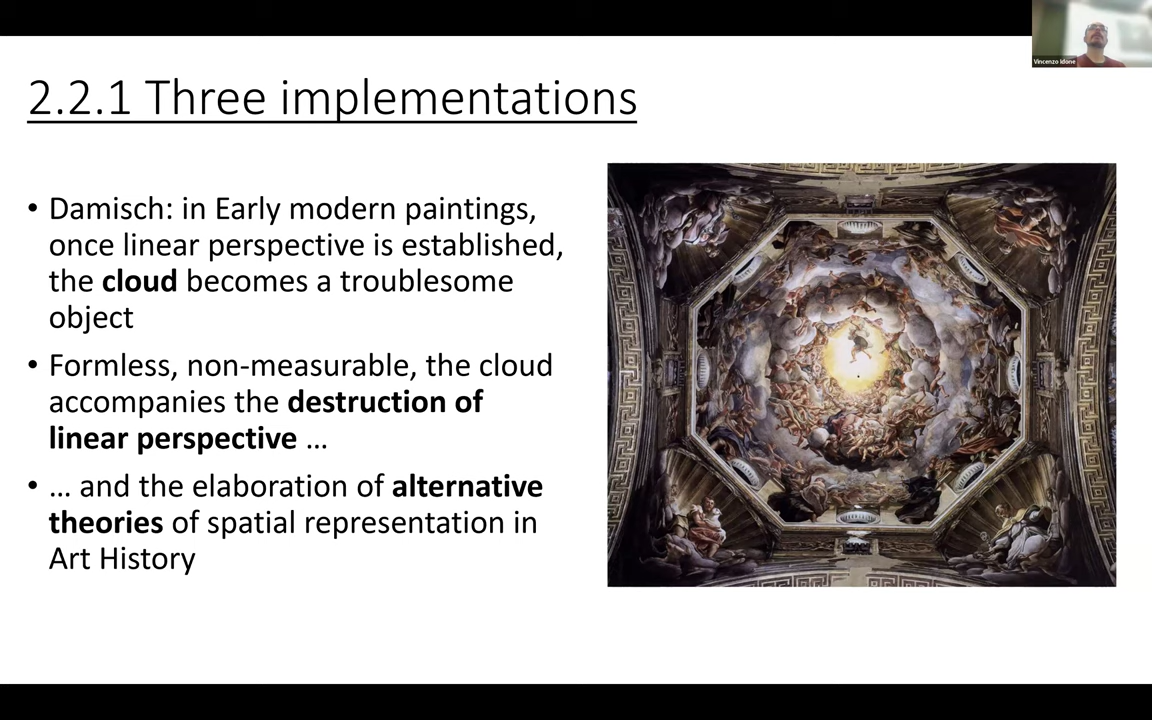 Vincenzo Idone
2.2.1 Three implementations
• Damisch: in Early modern paintings,
once linear perspective is established,
the cloud becomes a troublesome
object
• Formless, non-measurable, the cloud
accompanies the destruction of
linear perspective …
• … and the elaboration of alternative
theories of spatial representation in
Art History